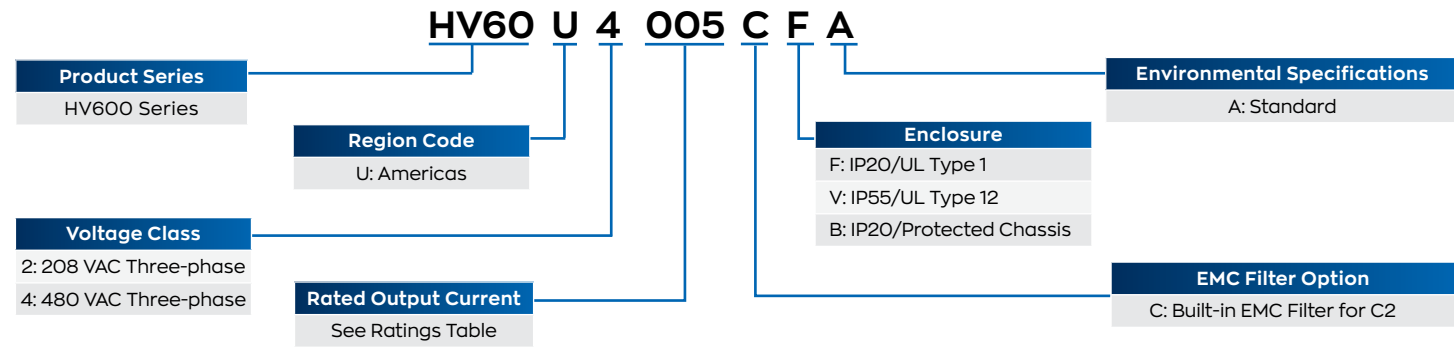 HV60 U 4 005 C F A
Product Series
HV600 Series
Region Code
U: Americas
Voltage Class
2: 208 VAC Three-phase
4: 480 VAC Three-phase
Rated Output Current
See Ratings Table
Environmental Specifications
A: Standard
Enclosure
F: IP20/UL Type 1
V: IP55/UL Type 12
B: IP20/Protected Chassis
EMC Filter Option
C: Built-in EMC Filter for C2